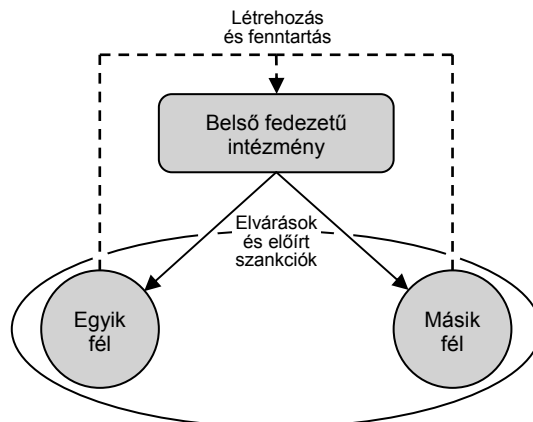 Létrehozás
és fenntartás
Belső fedezetű
intézmény
Elvárások
és előírt
szankciók
Egyik
fél
Másik
fél